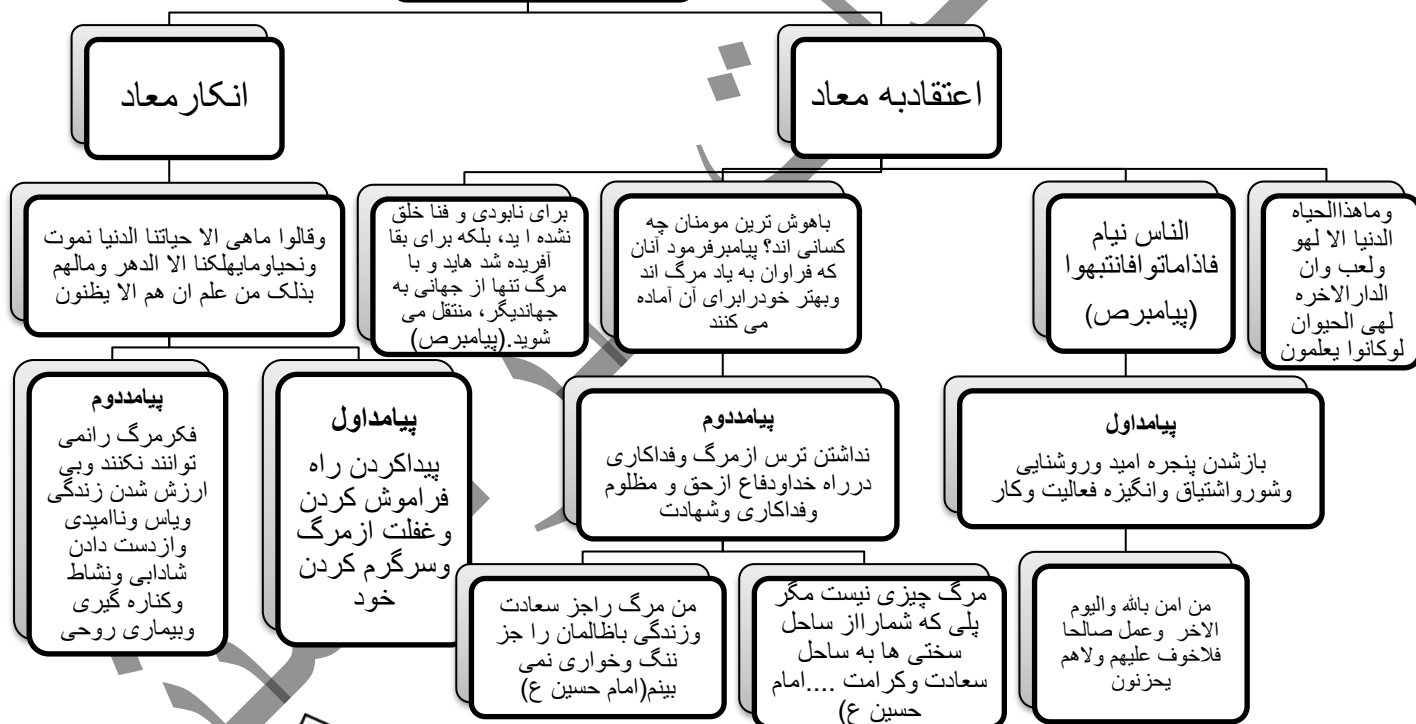 اعتقادبه معاد
انکارمعاد
وماهذاالحیاه
الدنیا الا لهو
ولعب وان
الدارالاخره
لهی الحیوان
لوکانوا یعلمون
الناس نیام
فاذاماتوافانتبهوا
(پیامبرص)
باهوش ترین مومنان چه
کسانی اند؟ پیامبرفرمود آنان
که فراوان به یاد مرگ اند
وبهتر خودرابرای آن آماده
می کنند
برای نابودی و فنا خلق
نشده ا ید، بلکه برای بقا
آفریده شد هاید و با
مرگ تنها از جهانی به
جهاندیگر، منتقل می
شوید.(پیامبرص)
وقالوا ماهی الا حیاتنا الدنیا نموت
ونحیاومایهلکنا الا الدهر ومالهم
بذلک من علم ان هم الا یظنون
پیامداول
بازشدن پنجره امید وروشنایی
وشورواشتیاق وانگیزه فعالیت وکار
پیامددوم
نداشتن ترس ازمرگ وفداکاری
درراه خداودفاع ازحق و مظلوم
وفداکاری وشهادت
پیامداول
پیداکردن راه
فراموش کردن
وغفلت ازمرگ
وسرگرم کردن
خود
پیامددوم
فکرمرگ رانمی
توانند نکنند وبی
ارزش شدن زندگی
ویاس وناامیدی
وازدست دادن
شادابی ونشاط
وکناره گیری
وبیماری روحی
من امن بالله والیوم
الاخر وعمل صالحا
فلاخوف علیهم ولاهم
یحزنون
مرگ چیزی نیست مگر
پلی که شمارااز ساحل
سختی ها به ساحل
سعادت وکرامت ....امام
حسین ع)
من مرگ راجز سعادت
وزندگی باظالمان را جز
ننگ وخواری نمی
بینم(امام حسین ع)